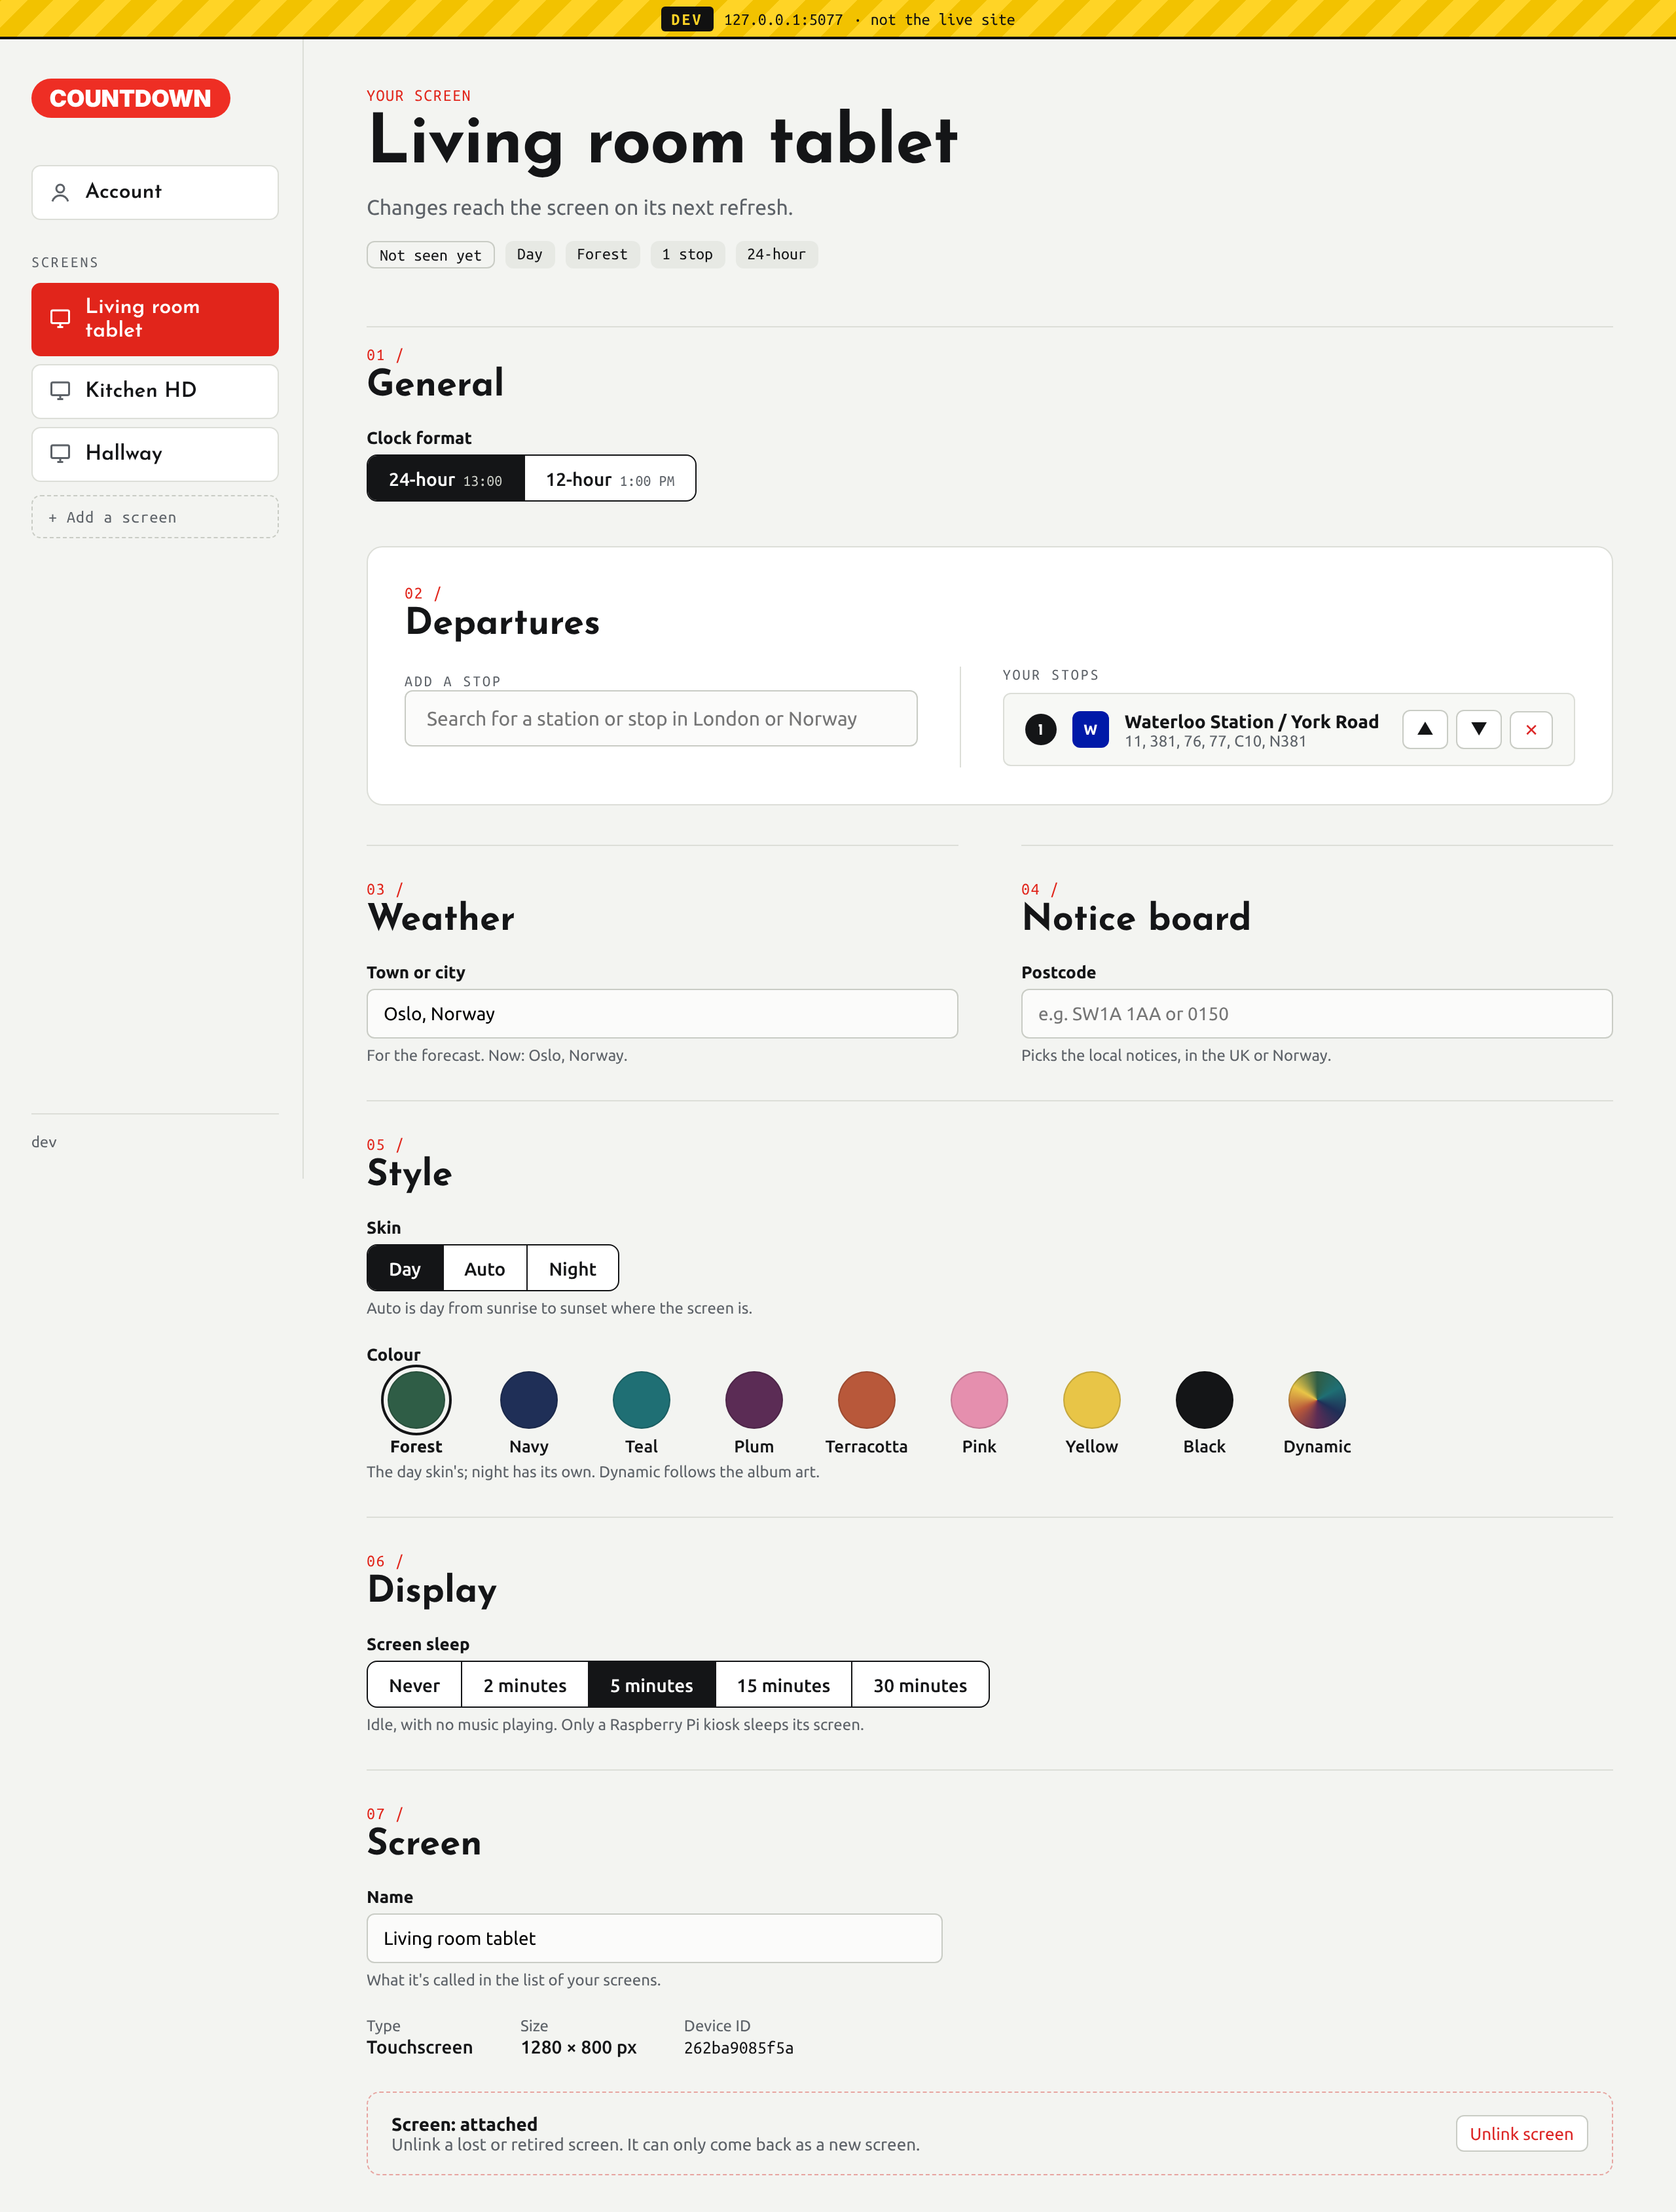 DEV 127.0.0.1:5077 · not the live site
COUNTDOWN
Account
SCREENS
Living room
tablet
Kitchen HD
Hallway
+ Add a screen
dev
YOUR SCREEN
Living room tablet
Changes reach the screen on its next refresh.
Not seen yet Day Forest 1 stop 24-hour
01 /
General
Clock format
24-hour 13:00 12-hour 1:00 PM
02 /
Departures
ADD A STOP
Search for a station or stop in London or Norway
YOUR STOPS
1 W Waterloo Station / York Road ▲ ▼ ×
11, 381, 76, 77, C10, N381
03 /
Weather
Town or city
Oslo, Norway
For the forecast. Now: Oslo, Norway.
04 /
Notice board
Postcode
e.g. SW1A 1AA or 0150
Picks the local notices, in the UK or Norway.
05 /
Style
Skin
Day Auto Night
Auto is day from sunrise to sunset where the screen is.
Colour
Forest Navy Teal Plum Terracotta Pink Yellow Black Dynamic
The day skin's; night has its own. Dynamic follows the album art.
06 /
Display
Screen sleep
Never 2 minutes 5 minutes 15 minutes 30 minutes
Idle, with no music playing. Only a Raspberry Pi kiosk sleeps its screen.
07 /
Screen
Name
Living room tablet
What it's called in the list of your screens.
Type Size Device ID
Touchscreen 1280 × 800 px 262ba9085f5a
Screen: attached
Unlink a lost or retired screen. It can only come back as a new screen.
Unlink screen